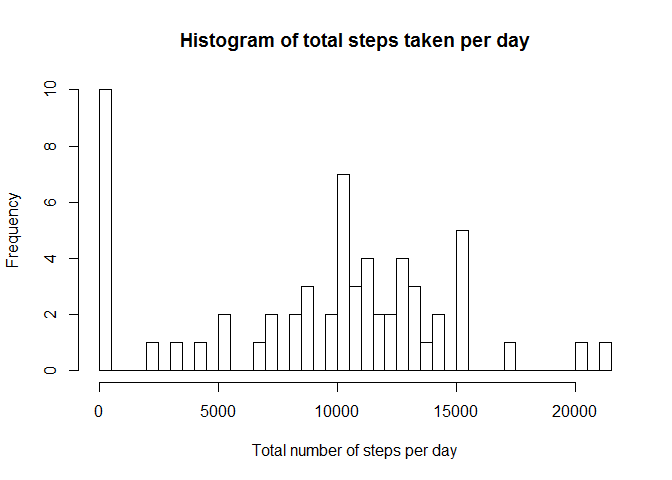 Histogram of total steps taken per day
Frequency
10
8
6
4
2
0
0 5000 10000 15000 20000
Total number of steps per day